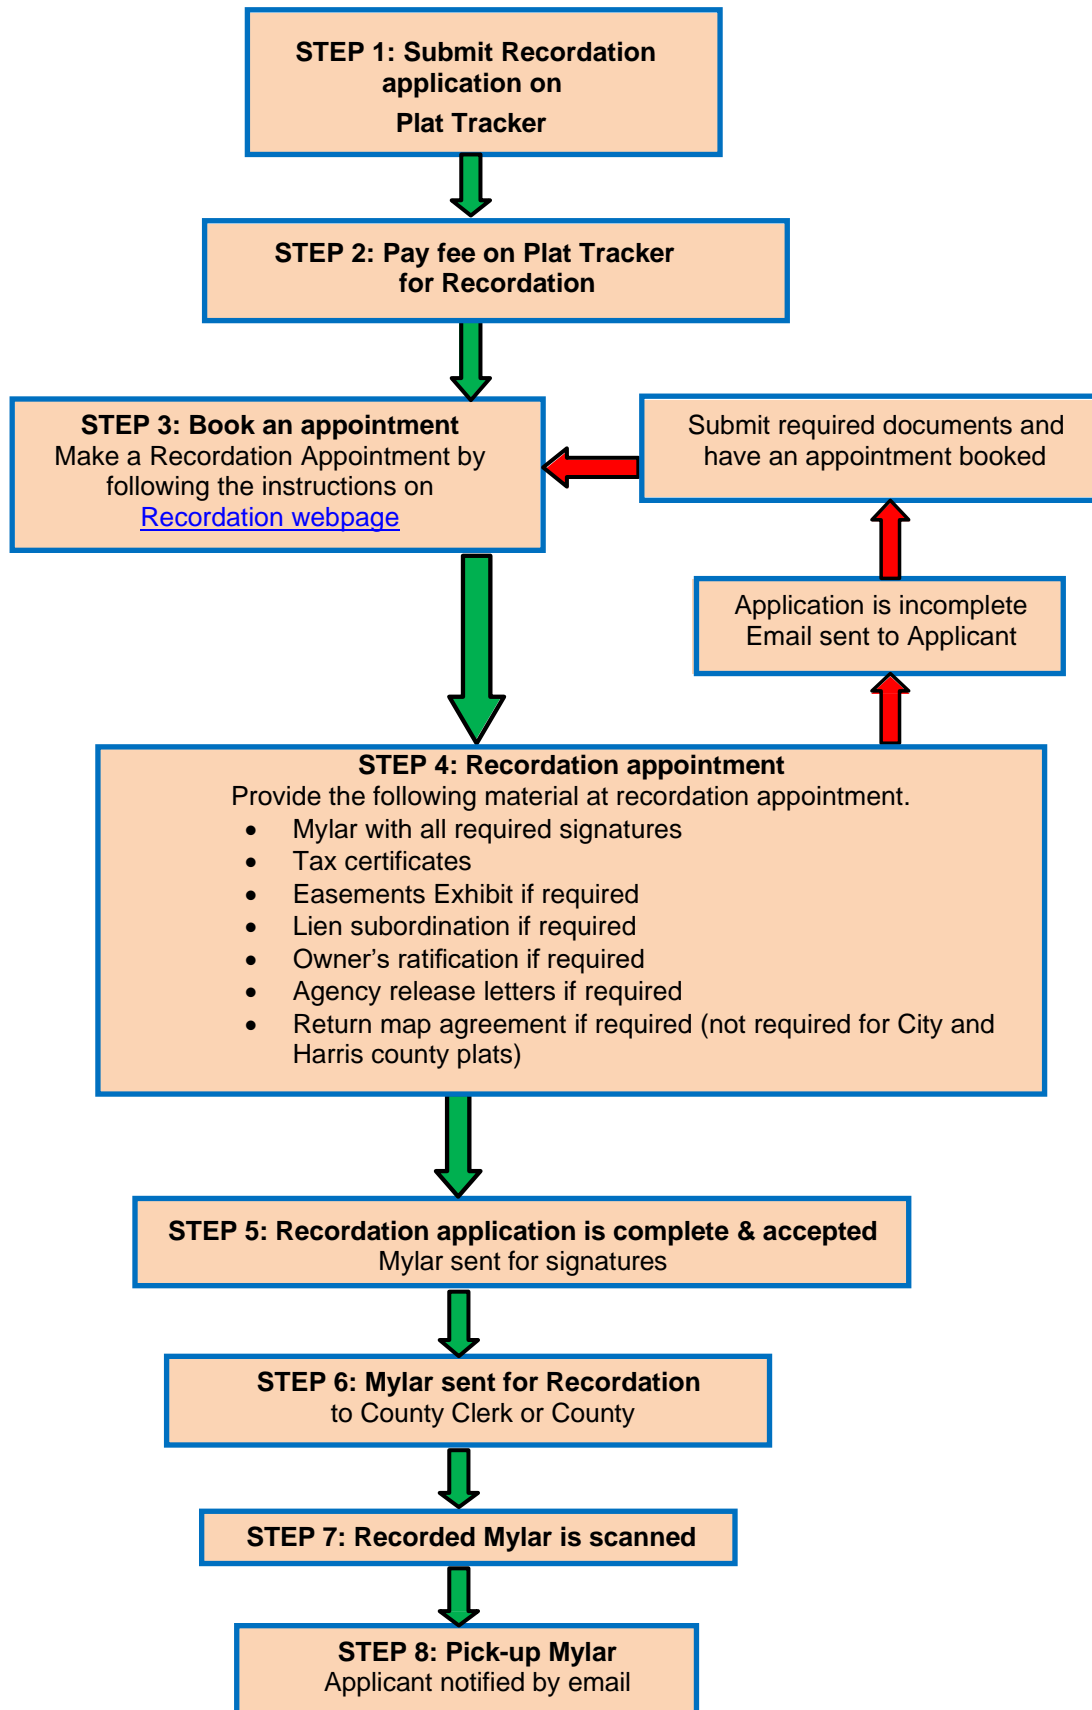 STEP 1: Submit Recordation
application on
Plat Tracker
STEP 2: Pay fee on Plat Tracker
for Recordation
STEP 3: Book an appointment
Make a Recordation Appointment by
following the instructions on
Recordation webpage
Submit required documents and
have an appointment booked
Application is incomplete
Email sent to Applicant
STEP 4: Recordation appointment
Provide the following material at recordation appointment.
• Mylar with all required signatures
• Tax certificates
• Easements Exhibit if required
• Lien subordination if required
• Owner’s ratification if required
• Agency release letters if required
• Return map agreement if required (not required for City and
Harris county plats)
STEP 5: Recordation application is complete & accepted
Mylar sent for signatures
STEP 6: Mylar sent for Recordation
to County Clerk or County
STEP 7: Recorded Mylar is scanned
STEP 8: Pick-up Mylar
Applicant notified by email